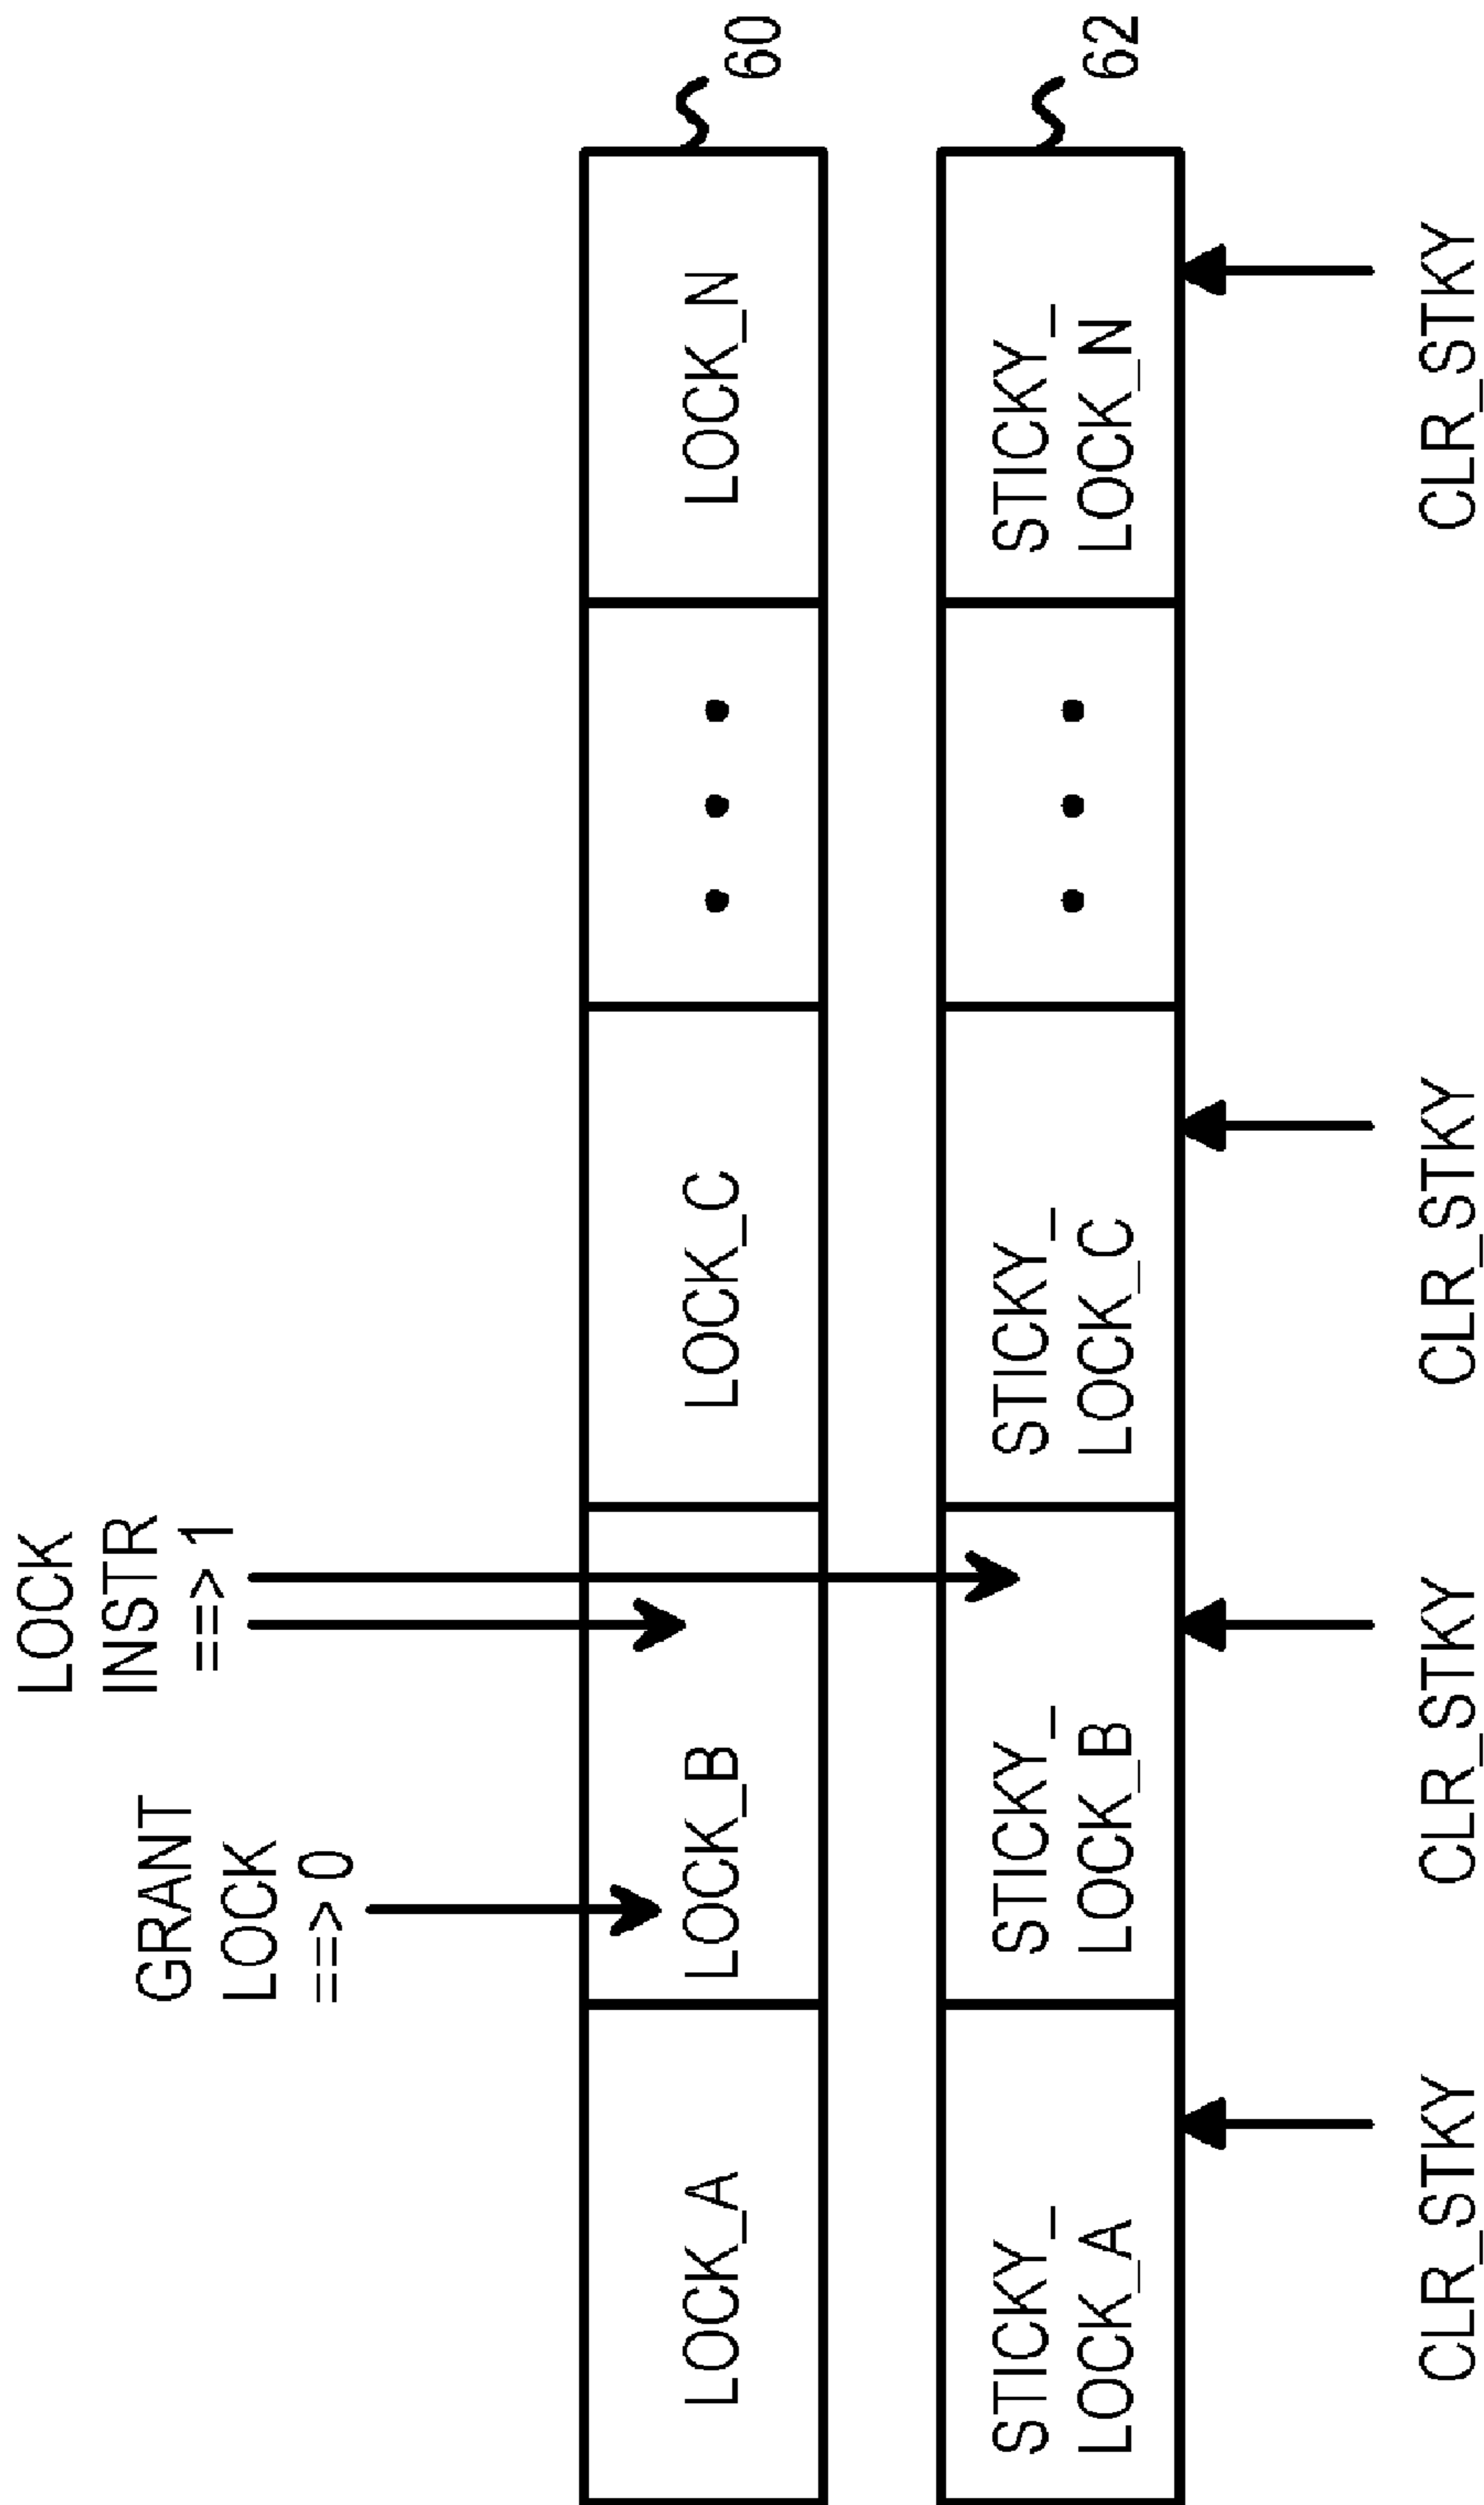 GRANT
LOCK
==>0
LOCK
INSTR
==>1
LOCK_A
LOCK_B
LOCK_C
LOCK_N
60
STICKY_
LOCK_A
STICKY_
LOCK_B
STICKY_
LOCK_C
STICKY_
LOCK_N
62
CLR_STKY
CLR_STKY
CLR_STKY
CLR_STKY